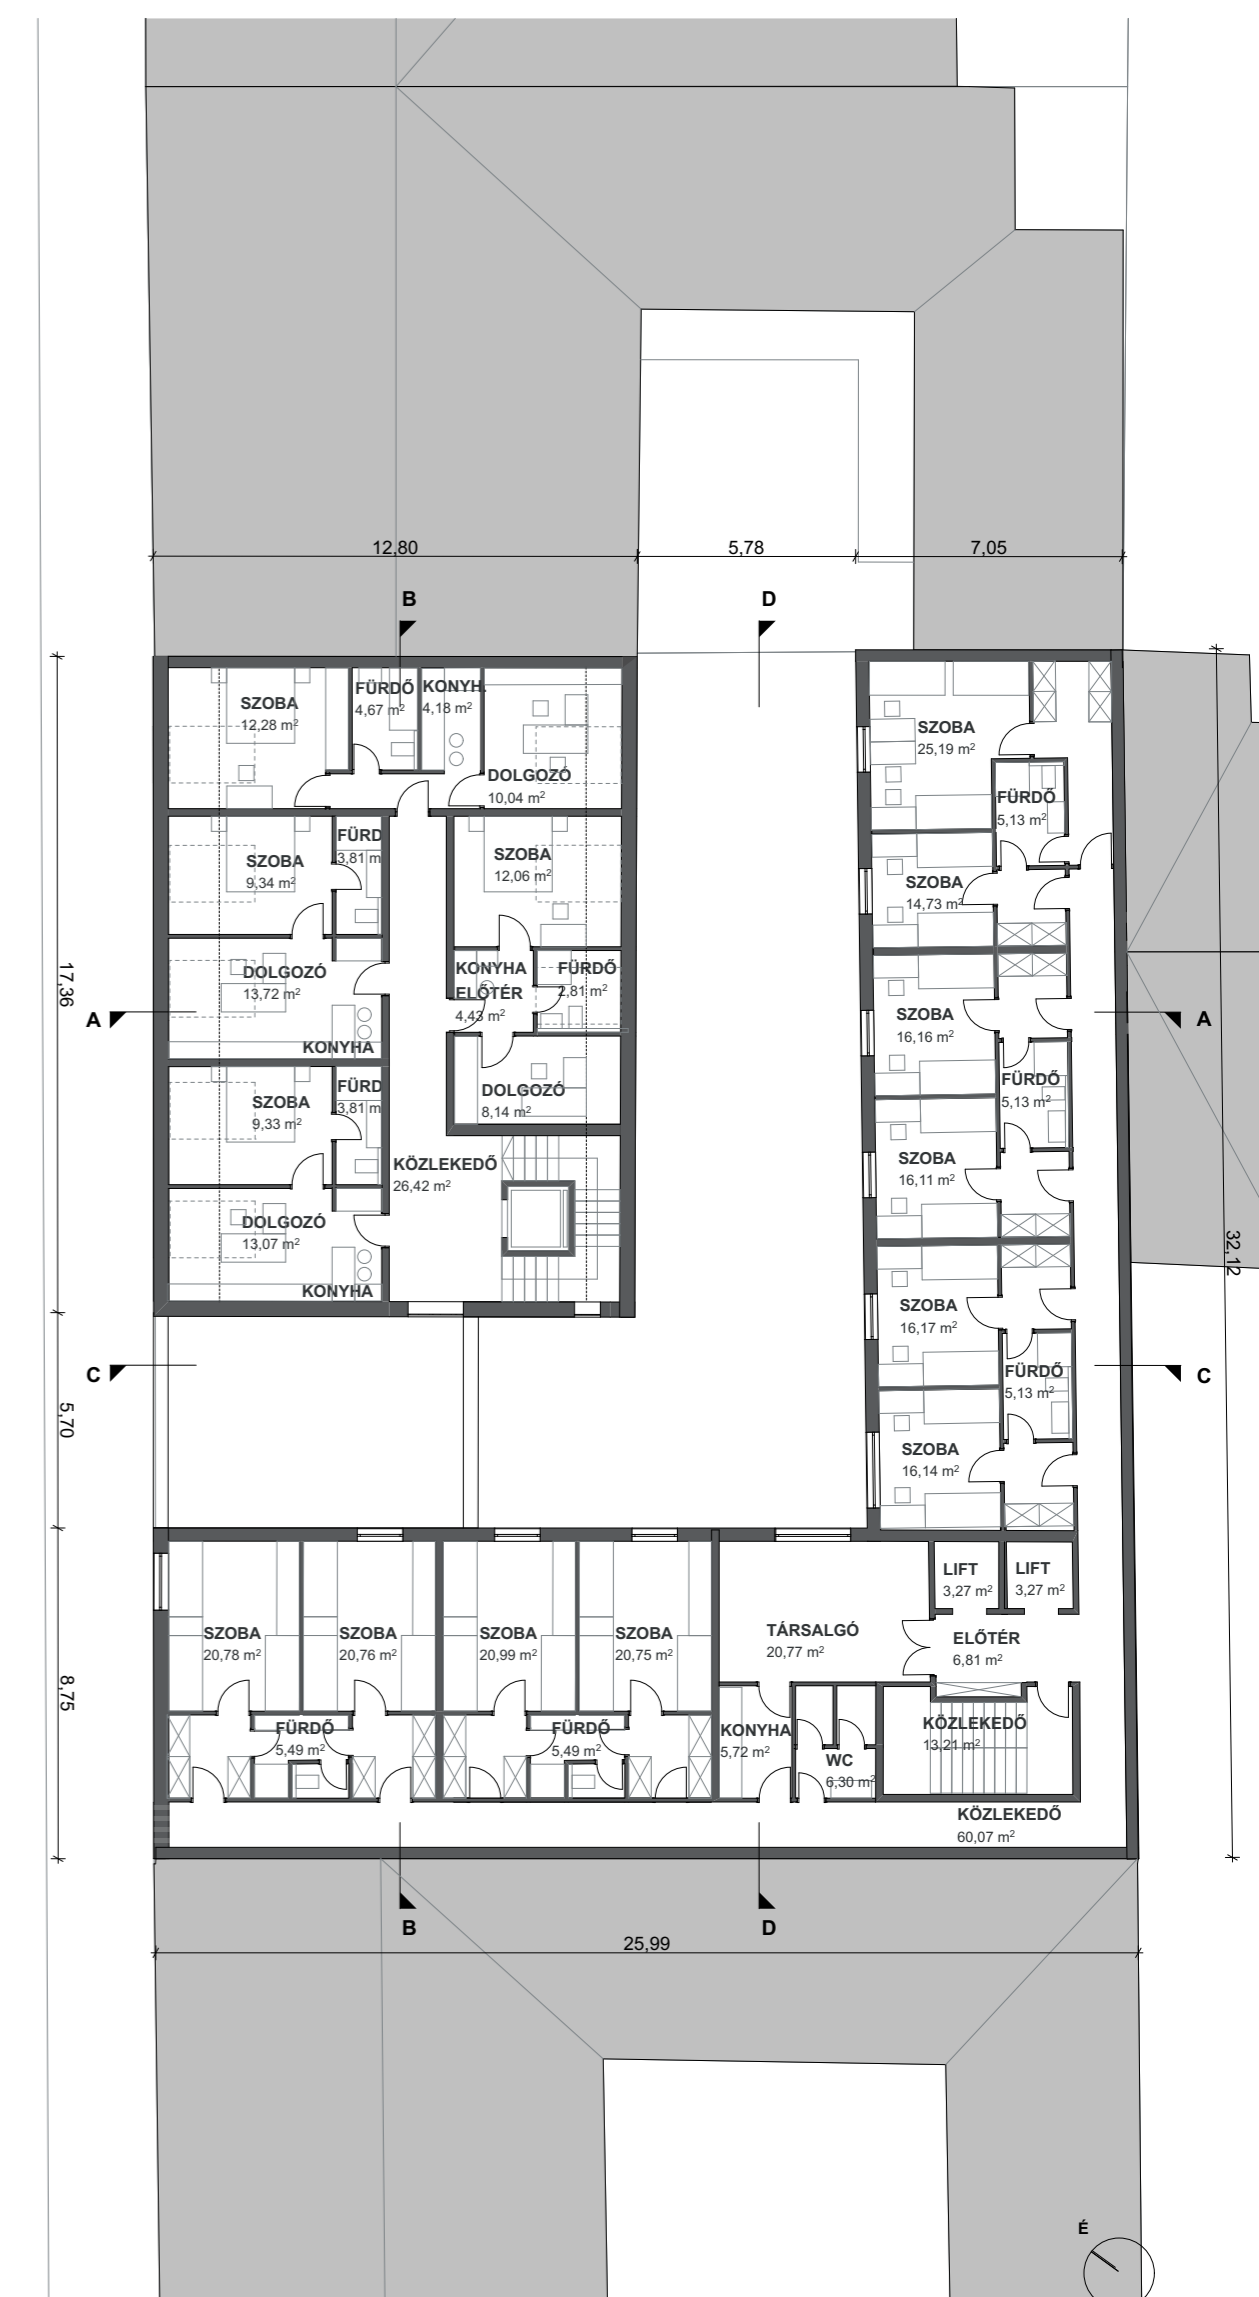 12,80
5,78
7,05
B
D
SZOBA
12,28 m²
FÜRDŐ
4,67 m²
KONYH.
4,18 m²
DOLGOZÓ
10,04 m²
SZOBA
25,19 m²
FÜRDŐ
5,13 m²
SZOBA
9,34 m²
FÜRD
3,81 m
SZOBA
12,06 m²
SZOBA
14,73 m²
DOLGOZÓ
13,72 m²
KONYHA
KONYHA
ELŐTÉR
4,43 m²
FÜRDŐ
2,81 m²
17,36
A
A
SZOBA
16,16 m²
FÜRDŐ
5,13 m²
SZOBA
9,33 m²
FÜRD
3,81 m
DOLGOZÓ
8,14 m²
KÖZLEKEDŐ
26,42 m²
SZOBA
16,11 m²
DOLGOZÓ
13,07 m²
KONYHA
32,12
SZOBA
16,17 m²
FÜRDŐ
5,13 m²
C
C
5,70
SZOBA
16,14 m²
SZOBA
20,78 m²
SZOBA
20,76 m²
SZOBA
20,99 m²
SZOBA
20,75 m²
TÁRSALGÓ
20,77 m²
LIFT
3,27 m²
LIFT
3,27 m²
ELŐTÉR
6,81 m²
8,75
FÜRDŐ
5,49 m²
FÜRDŐ
5,49 m²
KONYHA
5,72 m²
WC
6,30 m²
KÖZLEKEDŐ
13,21 m²
KÖZLEKEDŐ
60,07 m²
B
D
25,99
É